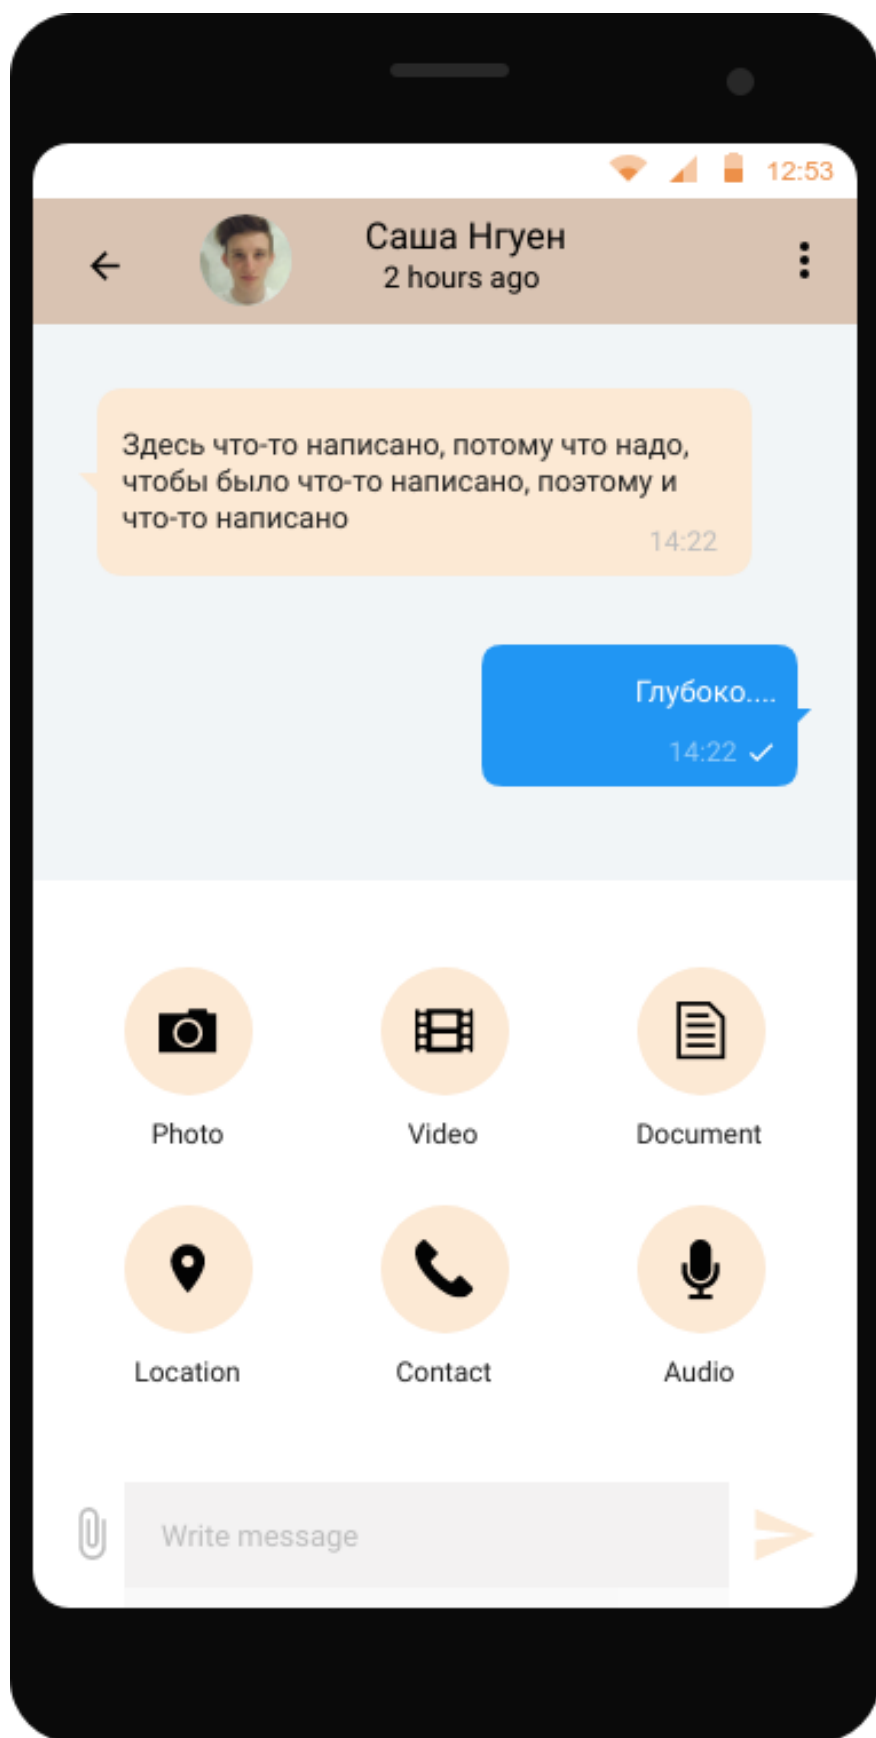 12:53
Саша Нгуен
2 hours ago
Здесь что-то написано, потому что надо,
чтобы было что-то написано, поэтому и
что-то написано
14:22
Глубоко....
14:22
Photo
Video
Document
Location
Contact
Audio
Write message